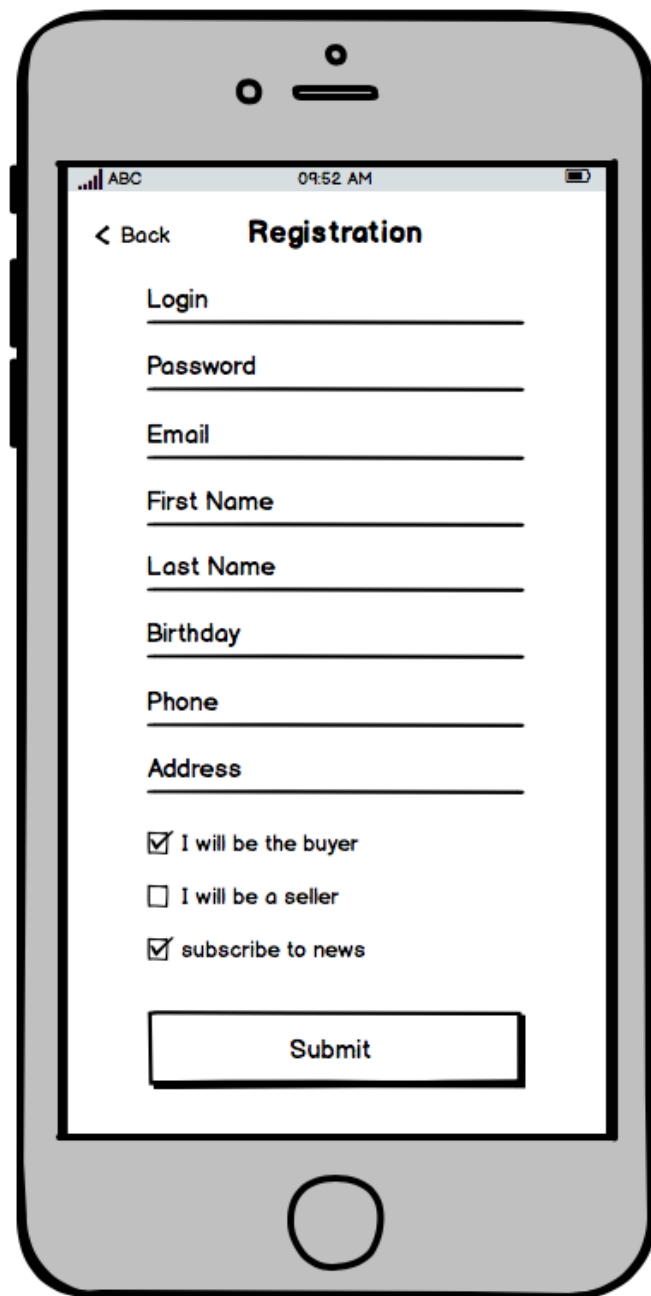 ABC 09:52 AM
Back Registration
Login
Password
Email
First Name
Last Name
Birthday
Phone
Address
I will be the buyer
I will be a seller
subscribe to news
Submit